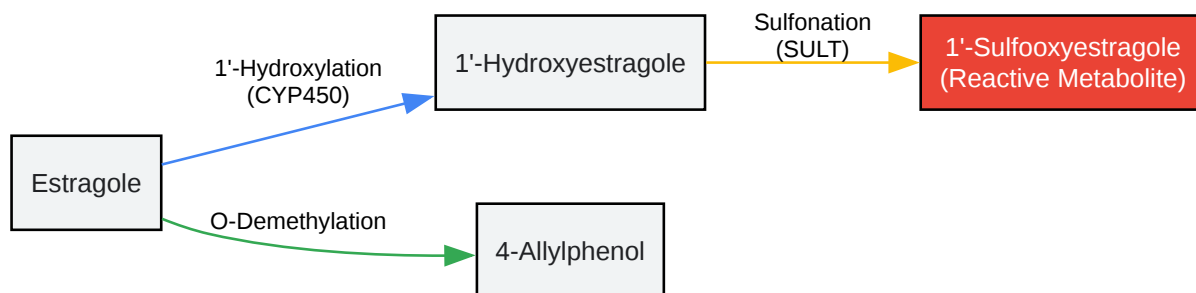 Estragole
1'-Hydroxylation
(CYP450)
1'-Hydroxyestragole
Sulfonation
(SULT)
1'-Sulfooxyestragole
(Reactive Metabolite)
O-Demethylation
4-Allylphenol